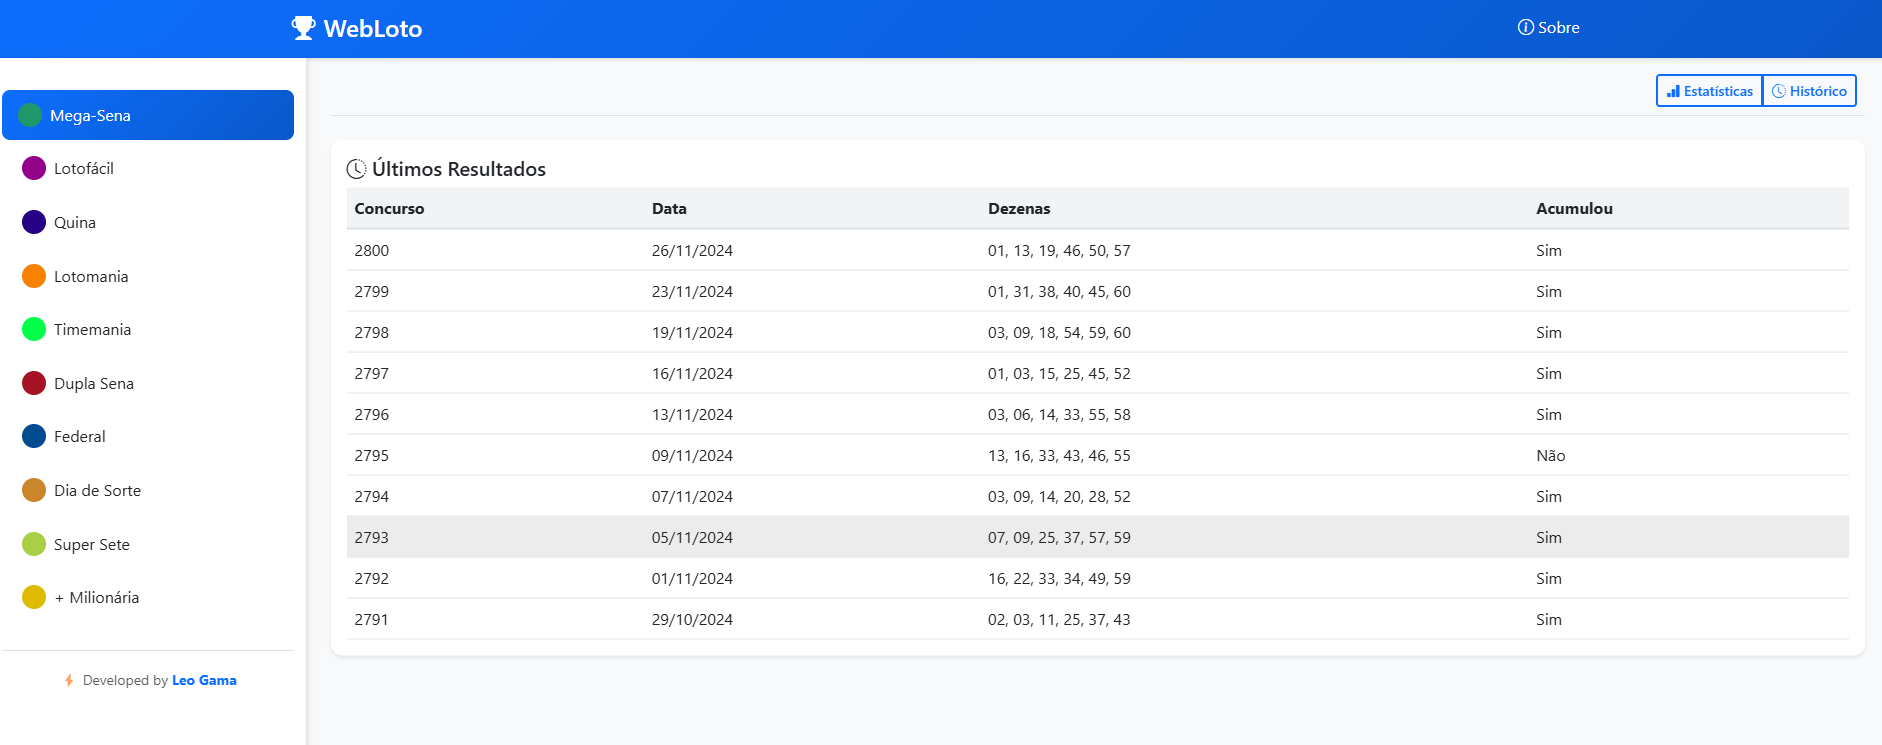 WebLoto
Sobre
Mega-Sena
Lotofácil
Quina
Lotomania
Timemania
Dupla Sena
Federal
Dia de Sorte
Super Sete
+ Milionária
Developed by Leo Gama
Estatísticas Histórico
Últimos Resultados
Concurso Data Dezenas Acumulou
2800 26/11/2024 01, 13, 19, 46, 50, 57 Sim
2799 23/11/2024 01, 31, 38, 40, 45, 60 Sim
2798 19/11/2024 03, 09, 18, 54, 59, 60 Sim
2797 16/11/2024 01, 03, 15, 25, 45, 52 Sim
2796 13/11/2024 03, 06, 14, 33, 55, 58 Sim
2795 09/11/2024 13, 16, 33, 43, 46, 55 Não
2794 07/11/2024 03, 09, 14, 20, 28, 52 Sim
2793 05/11/2024 07, 09, 25, 37, 57, 59 Sim
2792 01/11/2024 16, 22, 33, 34, 49, 59 Sim
2791 29/10/2024 02, 03, 11, 25, 37, 43 Sim